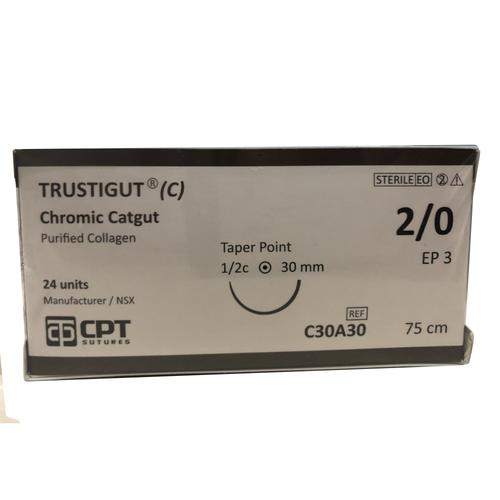 TRUSTIGUT® (C)
Chromic Catgut
Purified Collagen
24 units
Manufacturer / NSX
CPT
SUTURES
Taper Point
1/2c 30 mm
REF
C30A30
STERILE EO 2
2/0
EP 3
75 cm